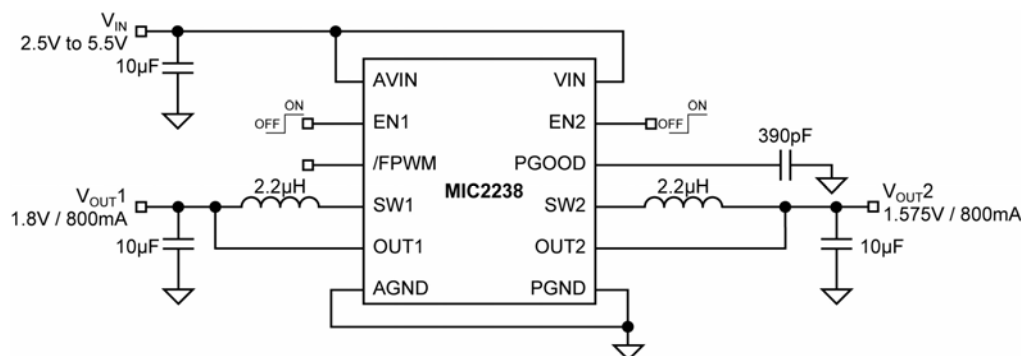 VIN
2.5V to 5.5V
10µF
AVIN
VIN
ON
OFF
EN1
EN2
ON
OFF
390pF
/FPWM
PGOOD
MIC2238
VOUT1
1.8V / 800mA
2.2µH
SW1
SW2
2.2µH
VOUT2
1.575V / 800mA
10µF
OUT1
OUT2
10µF
AGND
PGND